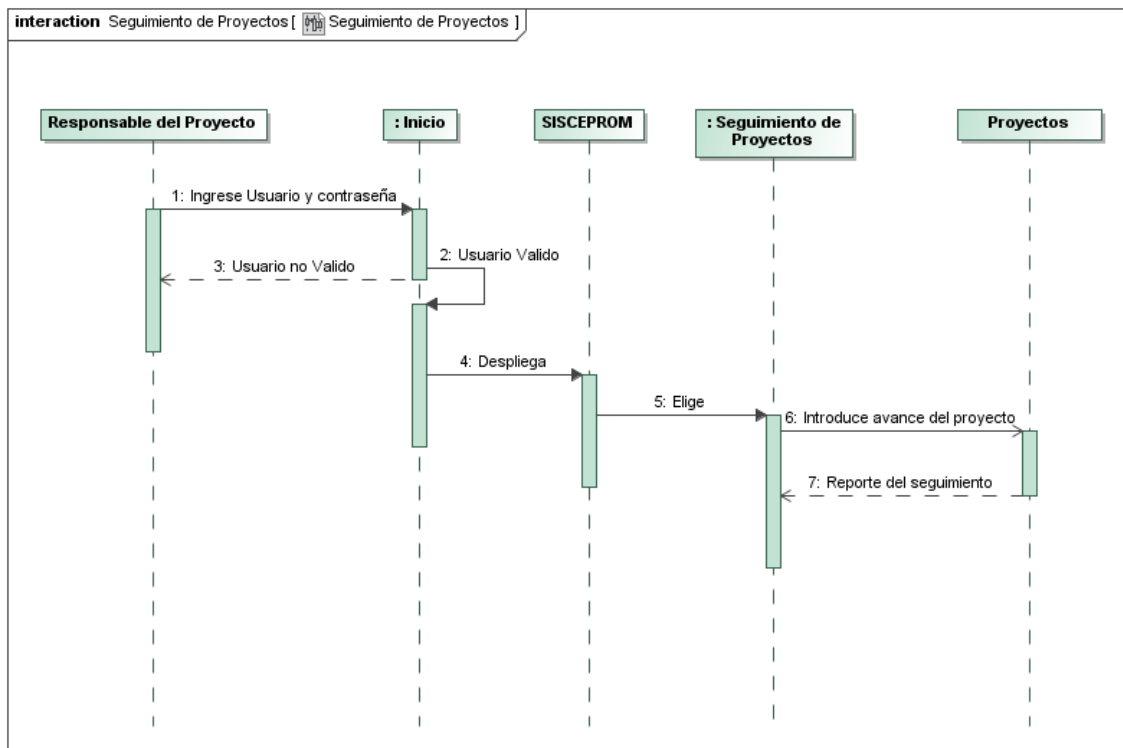 interaction Seguimiento de Proyectos [ Seguimiento de Proyectos ]
Responsable del Proyecto
: Inicio
SISCEPROM
: Seguimiento de
Proyectos
Proyectos
1: Ingrese Usuario y contraseña
2: Usuario Valido
3: Usuario no Valido
4: Despliega
5: Elige
6: Introduce avance del proyecto
7: Reporte del seguimiento